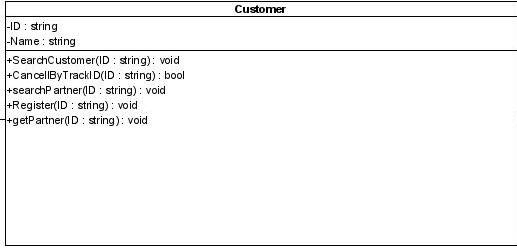 Customer
-ID : string
-Name : string
+SearchCustomer(ID : string) : void
+CancellByTrackID(ID : string) : bool
+searchPartner(ID : string) : void
+Register(ID : string) : void
+getPartner(ID : string) : void